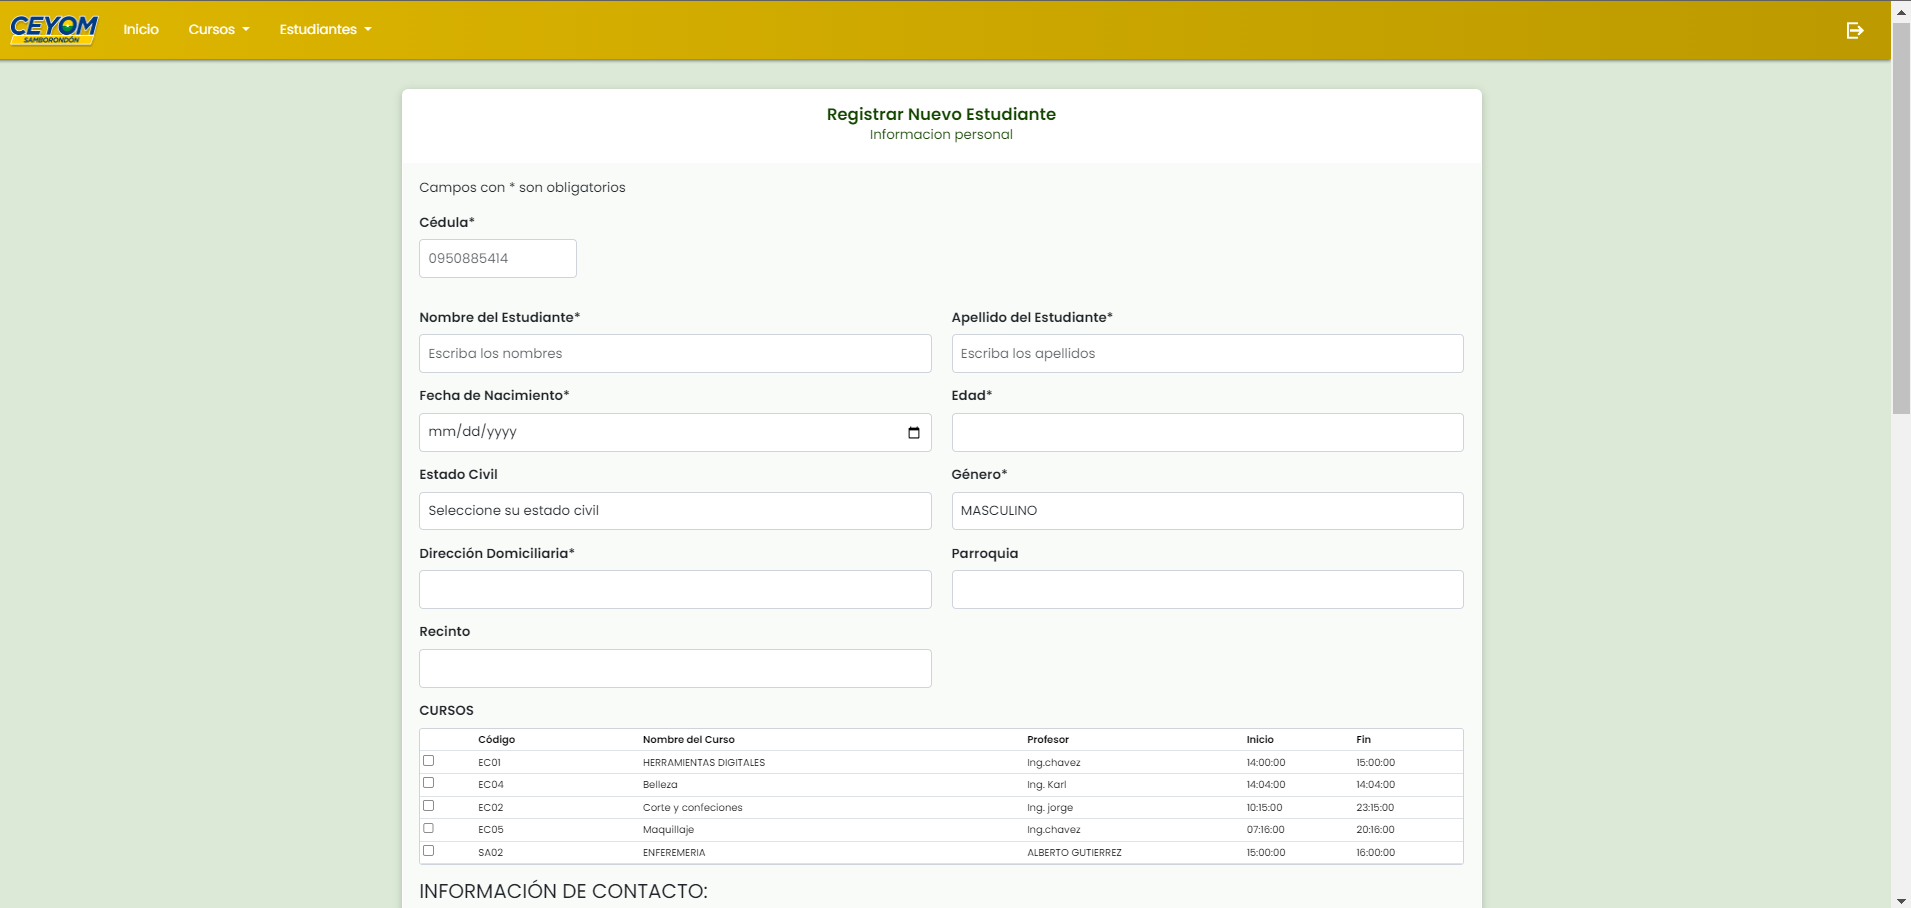 CEYOM
SAMBORONDÓN
Inicio
Cursos
Estudiantes
Registrar Nuevo Estudiante
Informacion personal
Campos con * son obligatorios
Cédula*
0950885414
Nombre del Estudiante* Apellido del Estudiante*
Escriba los nombres Escriba los apellidos
Fecha de Nacimiento* Edad*
mm/dd/yyyy
Estado Civil Género*
Seleccione su estado civil MASCULINO
Dirección Domiciliaria* Parroquia
Recinto
CURSOS
Código Nombre del Curso Profesor Inicio Fin
EC01 HERRAMIENTAS DIGITALES Ing.chavez 14:00:00 15:00:00
EC04 Belleza Ing. Karl 14:04:00 14:04:00
EC02 Corte y confeciones Ing. jorge 10:15:00 23:15:00
EC05 Maquillaje Ing.chavez 07:16:00 20:16:00
SA02 ENFEREMERIA ALBERTO GUTIERREZ 15:00:00 16:00:00
INFORMACIÓN DE CONTACTO: